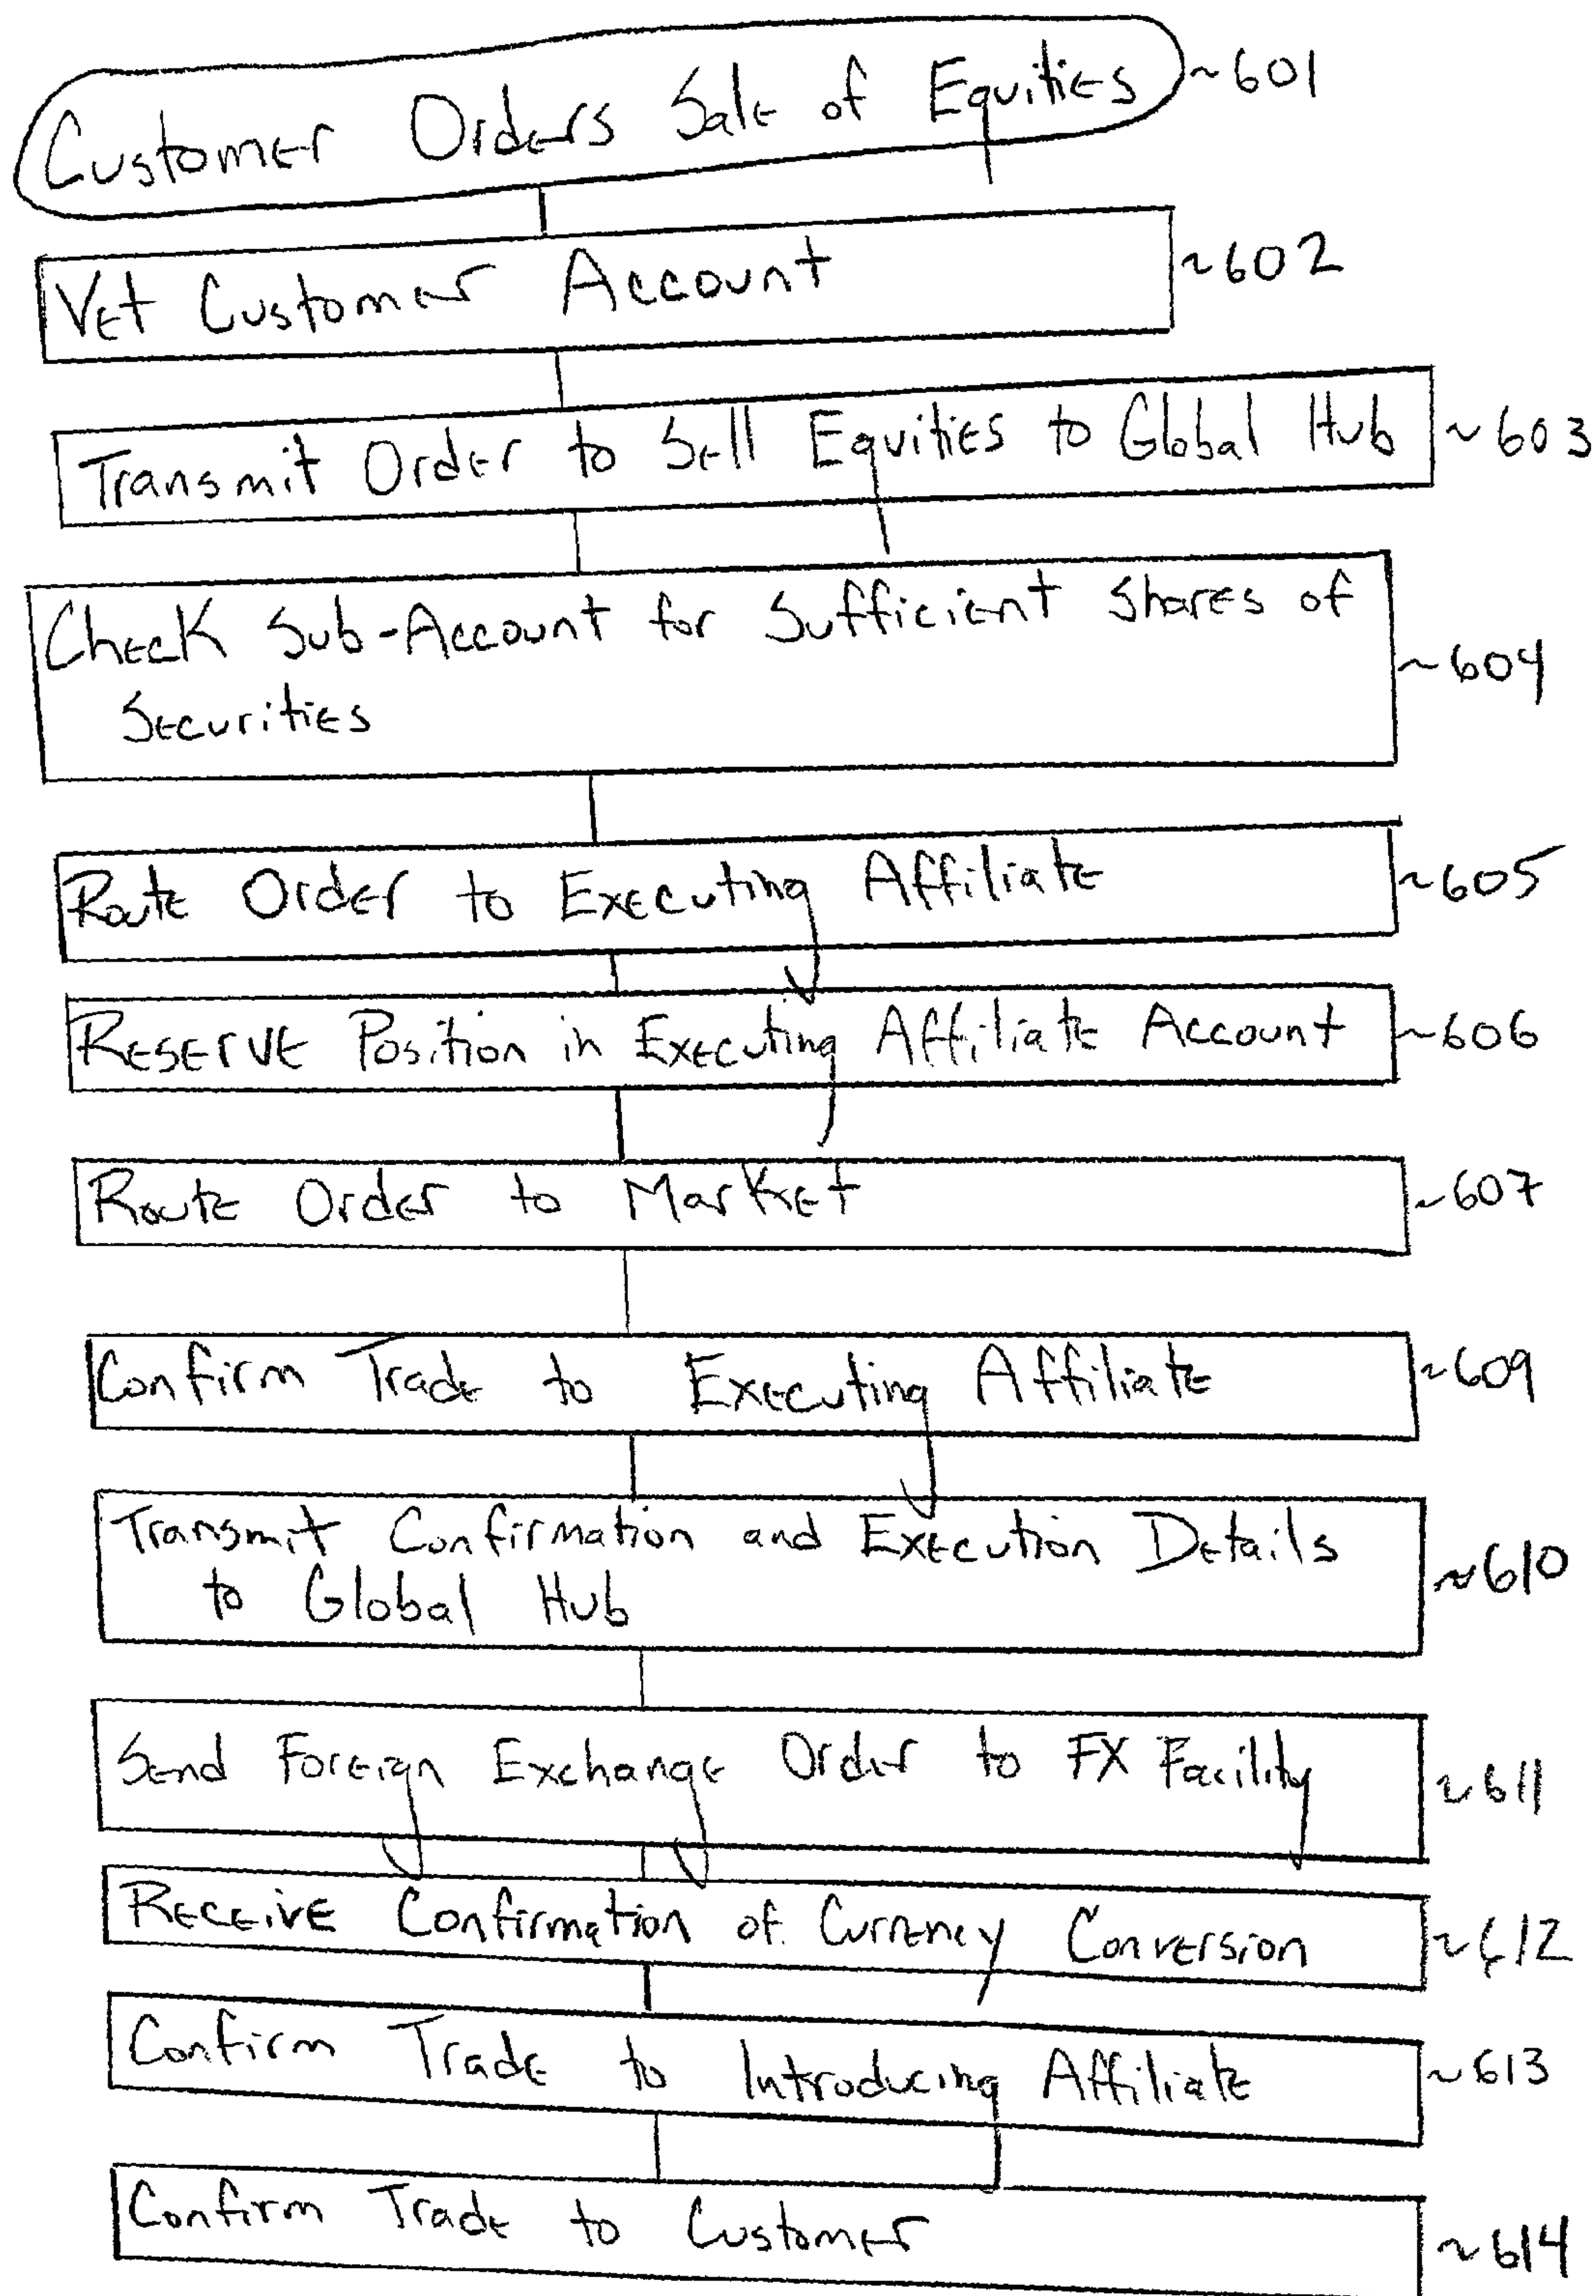 Customer Orders Sale of Equities ~601
Vet Customer Account ~602
Transmit Order to Sell Equities to Global Hub ~603
Check Sub-Account for Sufficient Shares of
Securities ~604
Route Order to Executing Affiliate ~605
Reserve Position in Executing Affiliate Account ~606
Route Order to Market ~607
Confirm Trade to Executing Affiliate ~609
Transmit Confirmation and Execution Details
to Global Hub ~610
Send Foreign Exchange Order to FX Facility ~611
Receive Confirmation of Currency Conversion ~612
Confirm Trade to Introducing Affiliate ~613
Confirm Trade to Customer ~614